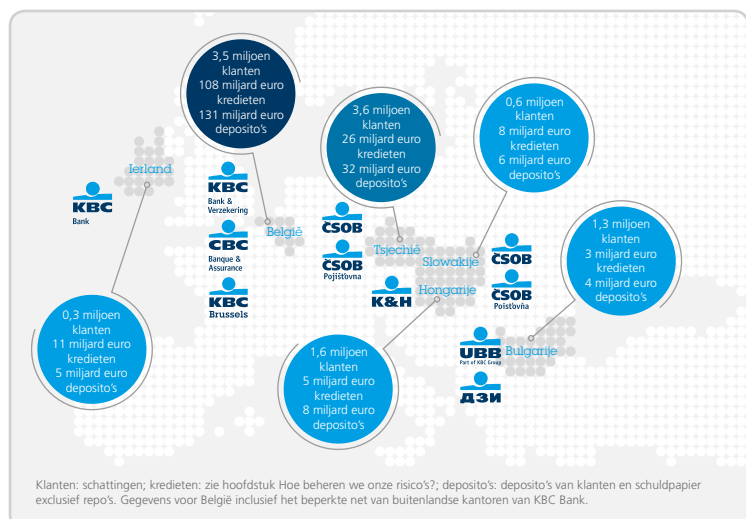 3,5 miljoen
klanten
108 miljard euro
kredieten
131 miljard euro
deposito's
3,6 miljoen
klanten
26 miljard euro
kredieten
32 miljard euro
deposito's
0,6 miljoen
klanten
8 miljard euro
kredieten
6 miljard euro
deposito's
Ierland
KBC
Bank
KBC
Bank &
Verzekering
CBC
Banque &
Assurance
KBC
Brussels
België
ČSOB
ČSOB
Pojišťovna
Tsjechië
Slowakije
Hongarije
K&H
ČSOB
ČSOB
Poisťovňa
1,3 miljoen
klanten
3 miljard euro
kredieten
4 miljard euro
deposito's
0,3 miljoen
klanten
11 miljard euro
kredieten
5 miljard euro
deposito's
1,6 miljoen
klanten
5 miljard euro
kredieten
8 miljard euro
deposito's
UBB
Part of KBC Group
Bulgarije
ДЗИ
Klanten: schattingen; kredieten: zie hoofdstuk Hoe beheren we onze risico's?; deposito's: deposito's van klanten en schuldpapier
exclusief repo's. Gegevens voor België inclusief het beperkte net van buitenlandse kantoren van KBC Bank.